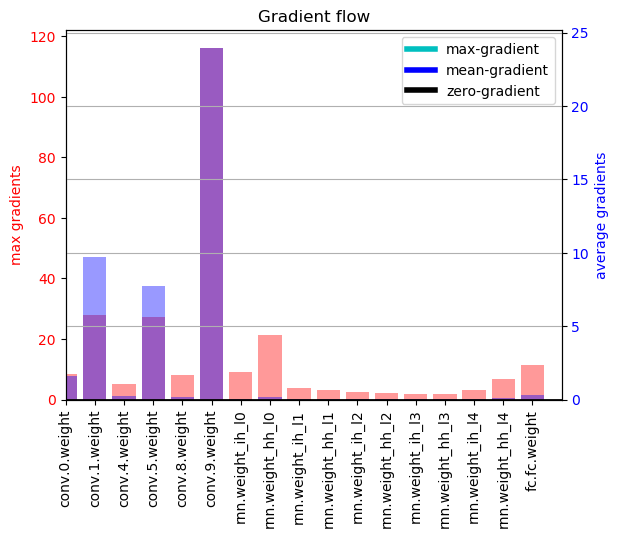 Gradient flow
max-gradient
mean-gradient
zero-gradient
120
100
80
60
40
20
0
max gradients
25
20
15
10
5
0
average gradients
conv.0.weight
conv.1.weight
conv.4.weight
conv.5.weight
conv.8.weight
conv.9.weight
rnn.weight_ih_l0
rnn.weight_hh_l0
rnn.weight_ih_l1
rnn.weight_hh_l1
rnn.weight_ih_l2
rnn.weight_hh_l2
rnn.weight_ih_l3
rnn.weight_hh_l3
rnn.weight_ih_l4
rnn.weight_hh_l4
fc.fc.weight